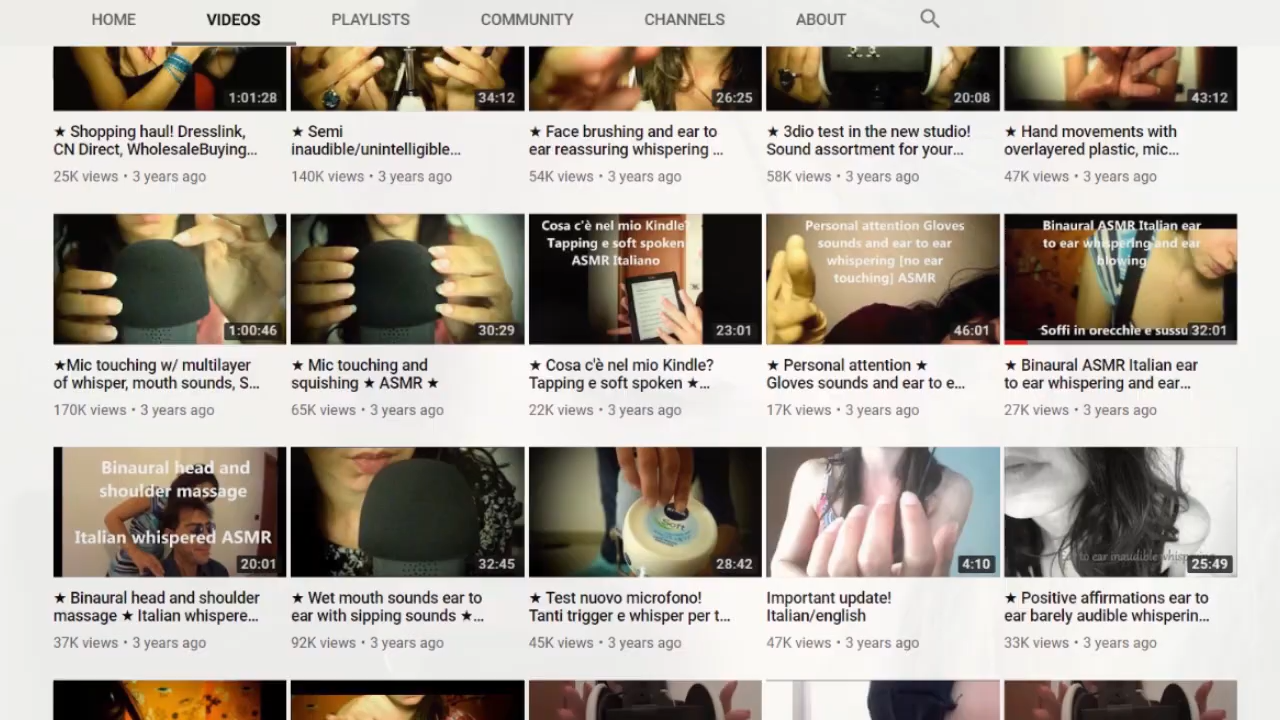 HOME VIDEOS PLAYLISTS COMMUNITY CHANNELS ABOUT
1:01:28
34:12
26:25
20:08
43:12
★ Shopping haul! Dresslink,
CN Direct, WholesaleBuying...
25K views • 3 years ago
★ Semi
inaudible/unintelligible...
140K views • 3 years ago
★ Face brushing and ear to
ear reassuring whispering ...
54K views • 3 years ago
★ 3dio test in the new studio!
Sound assortment for your...
58K views • 3 years ago
★ Hand movements with
overlayered plastic, mic...
47K views • 3 years ago
1:00:46
★Mic touching w/ multilayer
of whisper, mouth sounds, S...
170K views • 3 years ago
30:29
★ Mic touching and
squishing ★ ASMR ★
65K views • 3 years ago
Cosa c'è nel mio Kindle?
Tapping e soft spoken
ASMR Italiano
23:01
★ Cosa c'è nel mio Kindle?
Tapping e soft spoken ★...
22K views • 3 years ago
Personal attention Gloves
sounds and ear to ear
whispering [no ear
touching] ASMR
46:01
★ Personal attention ★
Gloves sounds and ear to e...
17K views • 3 years ago
Binaural ASMR Italian ear
to ear whispering and ear
blowing
Soffi in orecchie e sussu
32:01
★ Binaural ASMR Italian ear
to ear whispering and ear...
27K views • 3 years ago
Binaural head and
shoulder massage
Italian whispered ASMR
20:01
★ Binaural head and shoulder
massage ★ Italian whispere...
37K views • 3 years ago
32:45
★ Wet mouth sounds ear to
ear with sipping sounds ★...
92K views • 3 years ago
Soft
28:42
★ Test nuovo microfono!
Tanti trigger e whisper per t...
45K views • 3 years ago
4:10
Important update!
Italian/english
47K views • 3 years ago
to ear inaudible whisp
25:49
★ Positive affirmations ear to
ear barely audible whisperin...
33K views • 3 years ago